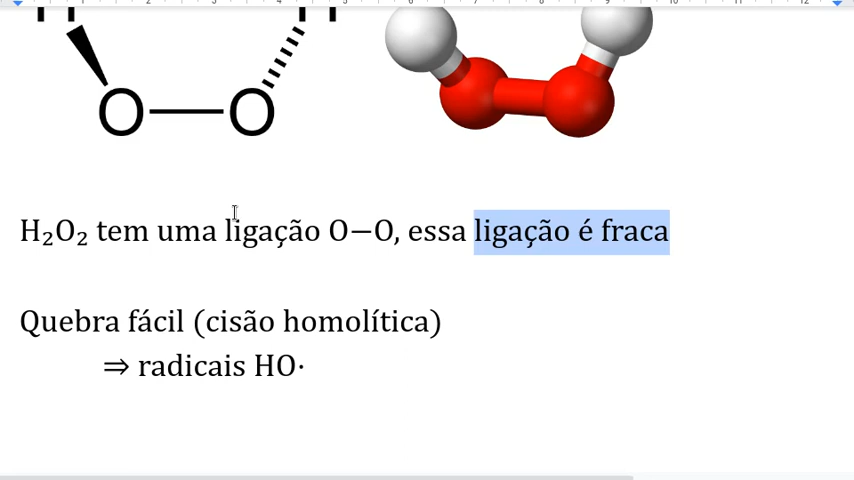 O—O
H₂O₂ tem uma ligação O−O, essa ligação é fraca
Quebra fácil (cisão homolítica)
⇒ radicais HO·